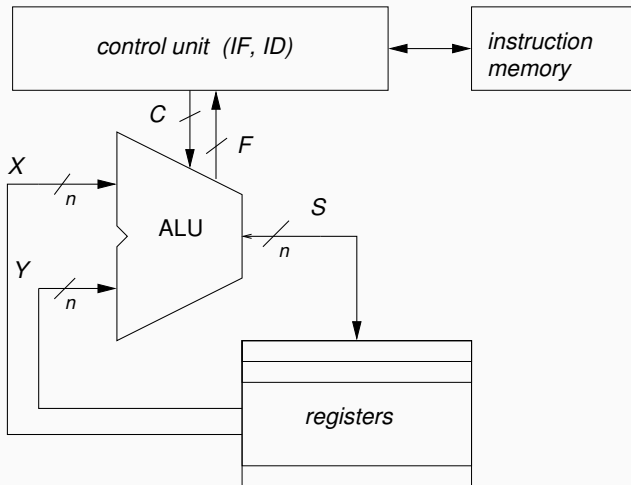 control unit (IF, ID)
instruction
memory
C
F
X
n
ALU
S
n
Y
n
registers